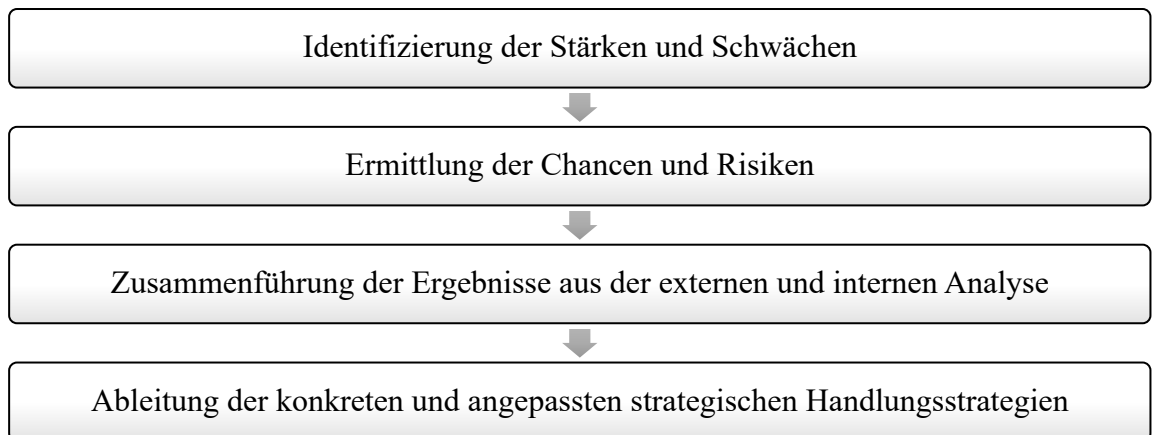 Identifizierung der Stärken und Schwächen
Ermittlung der Chancen und Risiken
Zusammenführung der Ergebnisse aus der externen und internen Analyse
Ableitung der konkreten und angepassten strategischen Handlungsstrategien